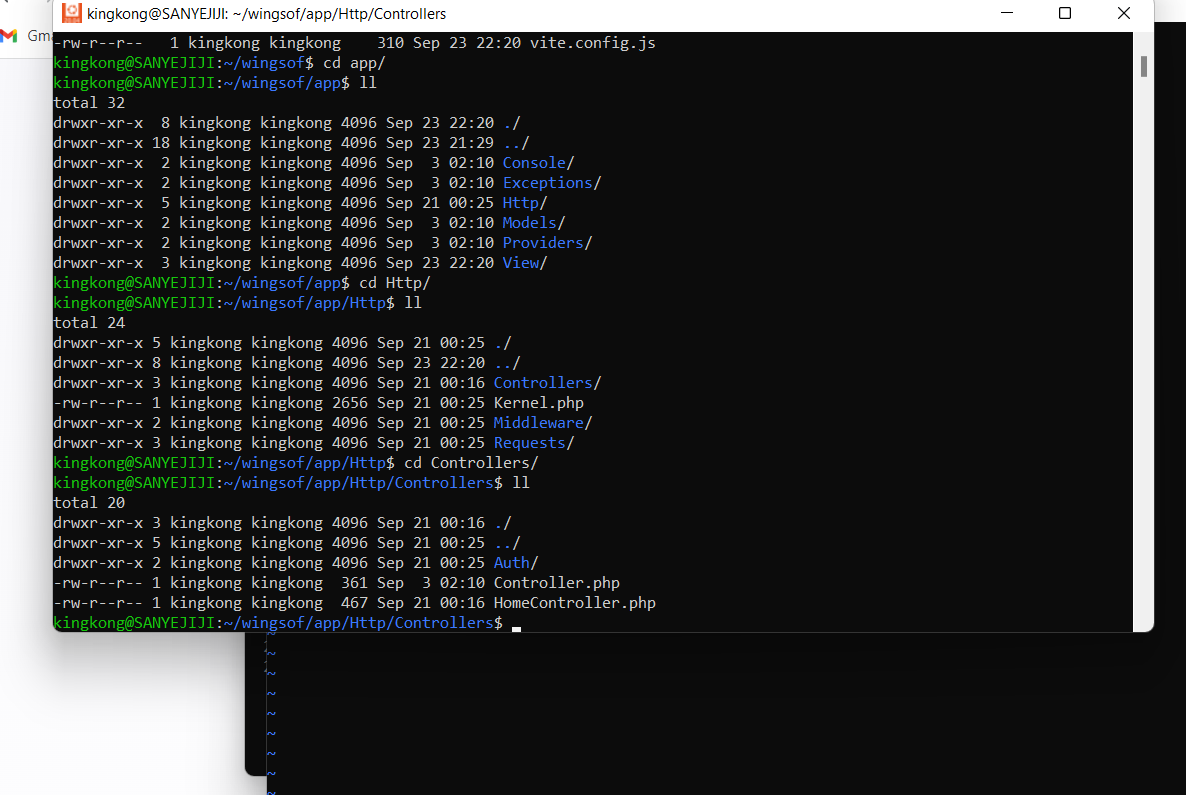 kingkong@SANYEJIJI: ~/wingsof/app/Http/Controllers
-rw-r--r--   1 kingkong kingkong    310 Sep 23 22:20 vite.config.js
kingkong@SANYEJIJI:~/wingsof$ cd app/
kingkong@SANYEJIJI:~/wingsof/app$ ll
total 32
drwxr-xr-x  8 kingkong kingkong 4096 Sep 23 22:20 ./
drwxr-xr-x 18 kingkong kingkong 4096 Sep 23 21:29 ../
drwxr-xr-x  2 kingkong kingkong 4096 Sep  3 02:10 Console/
drwxr-xr-x  2 kingkong kingkong 4096 Sep  3 02:10 Exceptions/
drwxr-xr-x  5 kingkong kingkong 4096 Sep 21 00:25 Http/
drwxr-xr-x  2 kingkong kingkong 4096 Sep  3 02:10 Models/
drwxr-xr-x  2 kingkong kingkong 4096 Sep  3 02:10 Providers/
drwxr-xr-x  3 kingkong kingkong 4096 Sep 23 22:20 View/
kingkong@SANYEJIJI:~/wingsof/app$ cd Http/
kingkong@SANYEJIJI:~/wingsof/app/Http$ ll
total 24
drwxr-xr-x 5 kingkong kingkong 4096 Sep 21 00:25 ./
drwxr-xr-x 8 kingkong kingkong 4096 Sep 23 22:20 ../
drwxr-xr-x 3 kingkong kingkong 4096 Sep 21 00:16 Controllers/
-rw-r--r-- 1 kingkong kingkong 2656 Sep 21 00:25 Kernel.php
drwxr-xr-x 2 kingkong kingkong 4096 Sep 21 00:25 Middleware/
drwxr-xr-x 3 kingkong kingkong 4096 Sep 21 00:25 Requests/
kingkong@SANYEJIJI:~/wingsof/app/Http$ cd Controllers/
kingkong@SANYEJIJI:~/wingsof/app/Http/Controllers$ ll
total 20
drwxr-xr-x 3 kingkong kingkong 4096 Sep 21 00:16 ./
drwxr-xr-x 5 kingkong kingkong 4096 Sep 21 00:25 ../
drwxr-xr-x 2 kingkong kingkong 4096 Sep 21 00:25 Auth/
-rw-r--r-- 1 kingkong kingkong  361 Sep  3 02:10 Controller.php
-rw-r--r-- 1 kingkong kingkong  467 Sep 21 00:16 HomeController.php
kingkong@SANYEJIJI:~/wingsof/app/Http/Controllers$
~
~
~
~
~
~
~
~
~